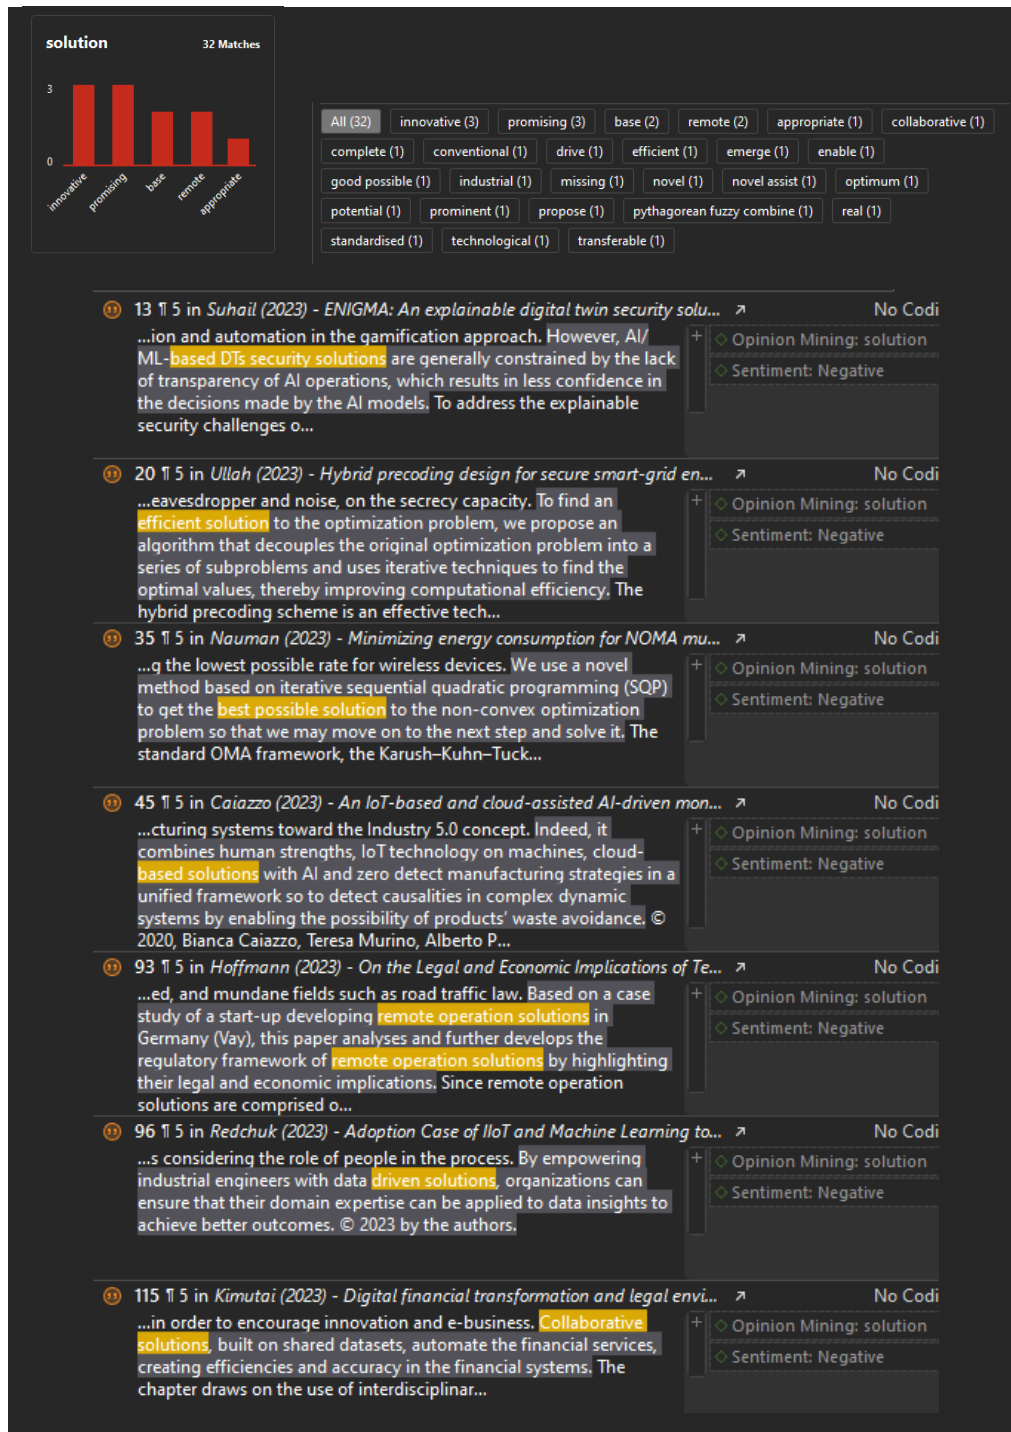 solution
32 Matches
3
0
innovative
promising
base
remote
appropriate
All (32)
innovative (3)
promising (3)
base (2)
remote (2)
appropriate (1)
collaborative (1)
complete (1)
conventional (1)
drive (1)
efficient (1)
emerge (1)
enable (1)
good possible (1)
industrial (1)
missing (1)
novel (1)
novel assist (1)
optimum (1)
potential (1)
prominent (1)
propose (1)
pythagorean fuzzy combine (1)
real (1)
standardised (1)
technological (1)
transferable (1)
13 ¶ 5 in Suhail (2023) - ENIGMA: An explainable digital twin security solu... ↗
No Codi
...ion and automation in the gamification approach. However, AI/
ML-based DTs security solutions are generally constrained by the lack
of transparency of AI operations, which results in less confidence in
the decisions made by the AI models. To address the explainable
security challenges o...
+
◇ Opinion Mining: solution
◇ Sentiment: Negative
20 ¶ 5 in Ullah (2023) - Hybrid precoding design for secure smart-grid en... ↗
No Codi
...eavesdropper and noise, on the secrecy capacity. To find an
efficient solution to the optimization problem, we propose an
algorithm that decouples the original optimization problem into a
series of subproblems and uses iterative techniques to find the
optimal values, thereby improving computational efficiency. The
hybrid precoding scheme is an effective tech...
+
◇ Opinion Mining: solution
◇ Sentiment: Negative
35 ¶ 5 in Nauman (2023) - Minimizing energy consumption for NOMA mu... ↗
No Codi
...g the lowest possible rate for wireless devices. We use a novel
method based on iterative sequential quadratic programming (SQP)
to get the best possible solution to the non-convex optimization
problem so that we may move on to the next step and solve it. The
standard OMA framework, the Karush–Kuhn–Tuck...
+
◇ Opinion Mining: solution
◇ Sentiment: Negative
45 ¶ 5 in Caiazzo (2023) - An IoT-based and cloud-assisted AI-driven mon... ↗
No Codi
...cturing systems toward the Industry 5.0 concept. Indeed, it
combines human strengths, IoT technology on machines, cloud-
based solutions with AI and zero detect manufacturing strategies in a
unified framework so to detect causalities in complex dynamic
systems by enabling the possibility of products’ waste avoidance. ©
2020, Bianca Caiazzo, Teresa Murino, Alberto P...
+
◇ Opinion Mining: solution
◇ Sentiment: Negative
93 ¶ 5 in Hoffmann (2023) - On the Legal and Economic Implications of Te... ↗
No Codi
...ed, and mundane fields such as road traffic law. Based on a case
study of a start-up developing remote operation solutions in
Germany (Vay), this paper analyses and further develops the
regulatory framework of remote operation solutions by highlighting
their legal and economic implications. Since remote operation
solutions are comprised o...
+
◇ Opinion Mining: solution
◇ Sentiment: Negative
96 ¶ 5 in Redchuk (2023) - Adoption Case of IIoT and Machine Learning to... ↗
No Codi
...s considering the role of people in the process. By empowering
industrial engineers with data driven solutions, organizations can
ensure that their domain expertise can be applied to data insights to
achieve better outcomes. © 2023 by the authors.
+
◇ Opinion Mining: solution
◇ Sentiment: Negative
115 ¶ 5 in Kimutai (2023) - Digital financial transformation and legal envi... ↗
No Codi
...in order to encourage innovation and e-business. Collaborative
solutions, built on shared datasets, automate the financial services,
creating efficiencies and accuracy in the financial systems. The
chapter draws on the use of interdisciplinar...
+
◇ Opinion Mining: solution
◇ Sentiment: Negative